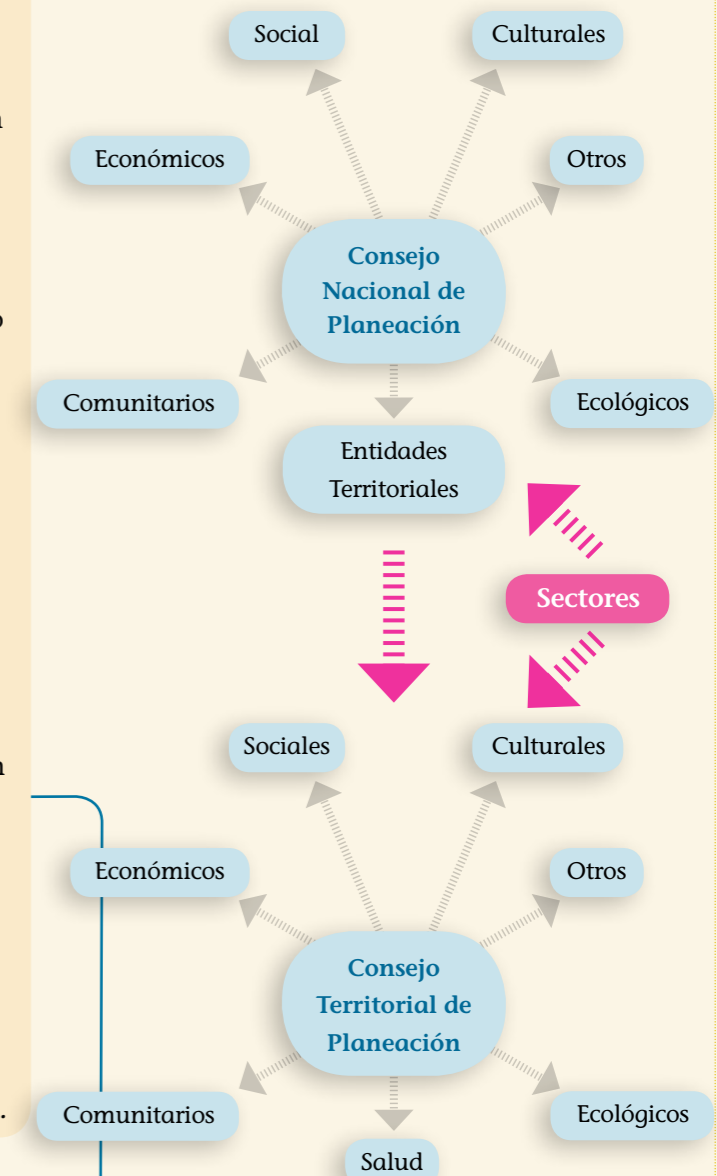 Social
Culturales
Económicos
Otros
Consejo
Nacional de
Planeación
Comunitarios
Ecológicos
Entidades
Territoriales
Sectores
Sociales
Culturales
Económicos
Otros
Consejo
Territorial de
Planeación
Comunitarios
Ecológicos
Salud